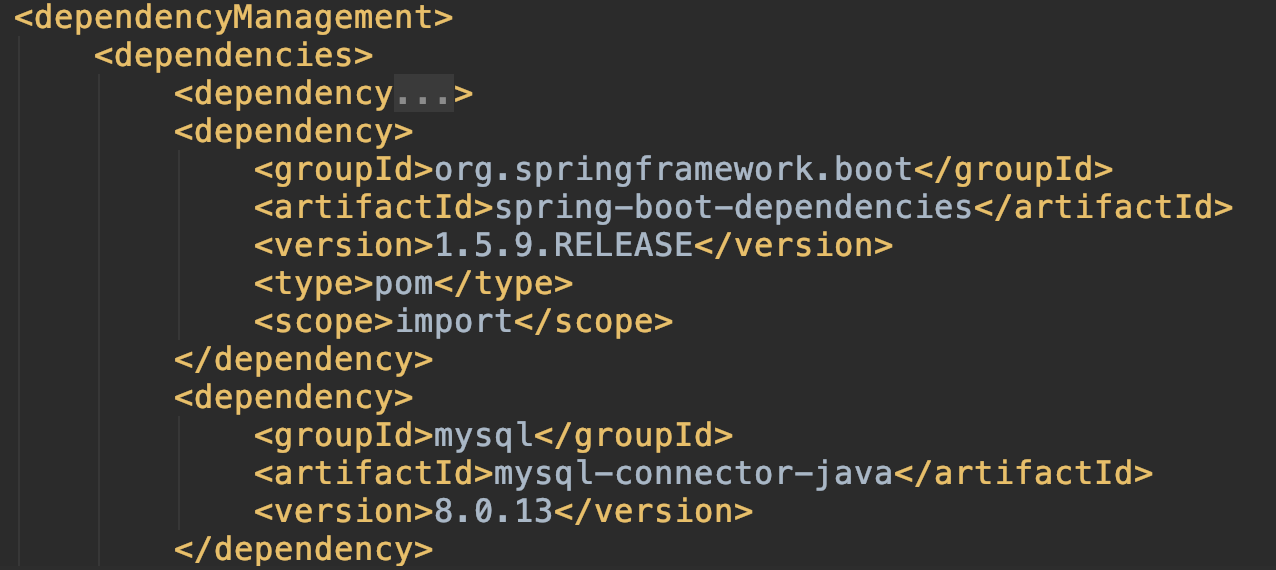 <dependencyManagement>
<dependencies>
<dependency...>
<dependency>
<groupId>org.springframework.boot</groupId>
<artifactId>spring-boot-dependencies</artifactId>
<version>1.5.9.RELEASE</version>
<type>pom</type>
<scope>import</scope>
</dependency>
<dependency>
<groupId>mysql</groupId>
<artifactId>mysql-connector-java</artifactId>
<version>8.0.13</version>
</dependency>